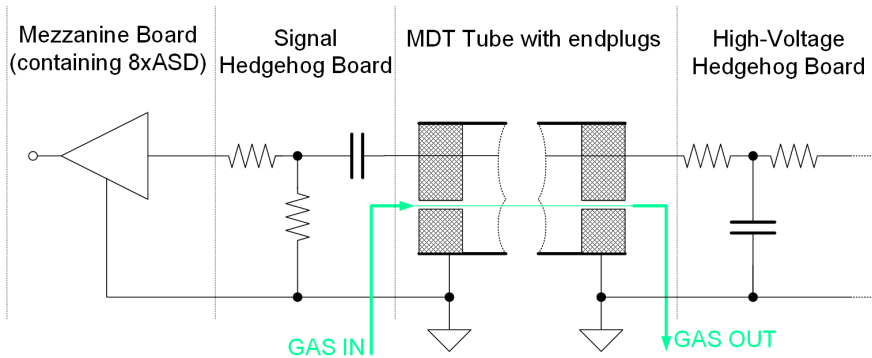 Mezzanine Board
(containing 8xASD)
Signal
Hedgehog Board
MDT Tube with endplugs
High-Voltage
Hedgehog Board
GAS IN
GAS OUT